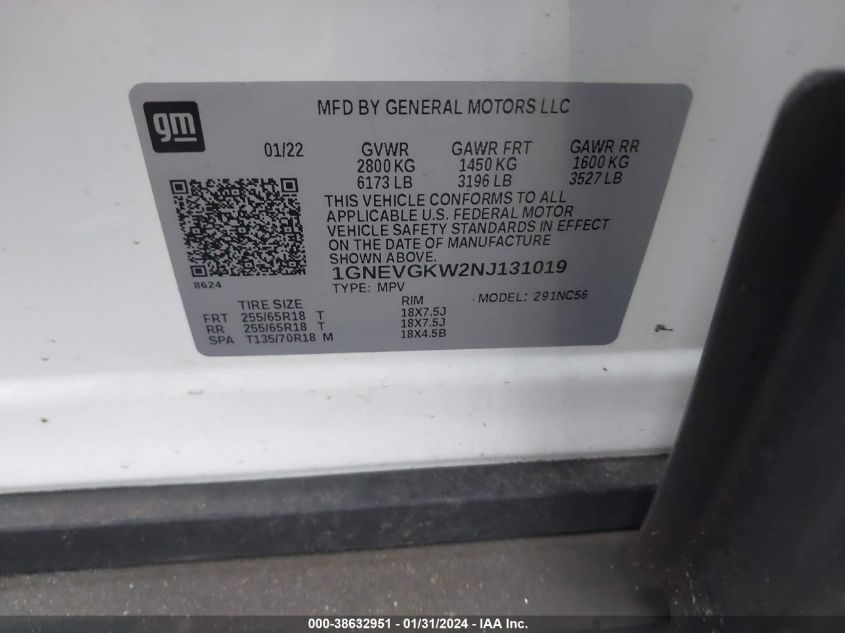 gm
MFD BY GENERAL MOTORS LLC
01/22 GVWR GAWR FRT GAWR RR
2800 KG 1450 KG 1600 KG
6173 LB 3196 LB 3527 LB
THIS VEHICLE CONFORMS TO ALL
APPLICABLE U.S. FEDERAL MOTOR
VEHICLE SAFETY STANDARDS IN EFFECT
ON THE DATE OF MANUFACTURE
SHOWN ABOVE.
1GNEVGKW2NJ131019
8624
TYPE: MPV MODEL: 291NC56
TIRE SIZE RIM
FRT 255/65R18 T 18X7.5J
RR 255/65R18 T 18X7.5J
SPA T135/70R18 M 18X4.5B
000-38632951 - 01/31/2024 - IAA Inc.